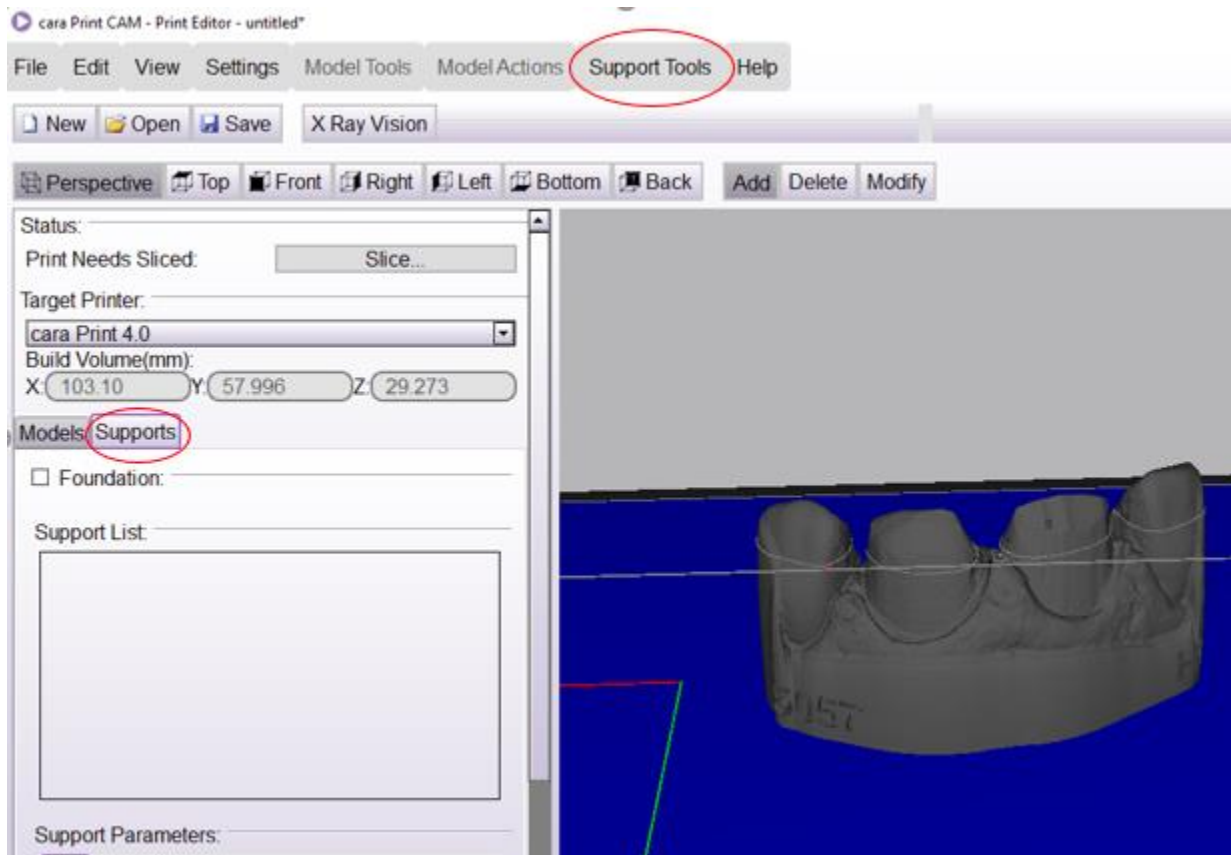 cara Print CAM - Print Editor - untitled*
File Edit View Settings Model Tools Model Actions Support Tools Help
New Open Save X Ray Vision
Perspective Top Front Right Left Bottom Back Add Delete Modify
Status:
Print Needs Sliced: Slice...
Target Printer:
cara Print 4.0
Build Volume(mm):
X: 103.10 Y: 57.996 Z: 29.273
Models Supports
Foundation:
Support List:
Support Parameters: